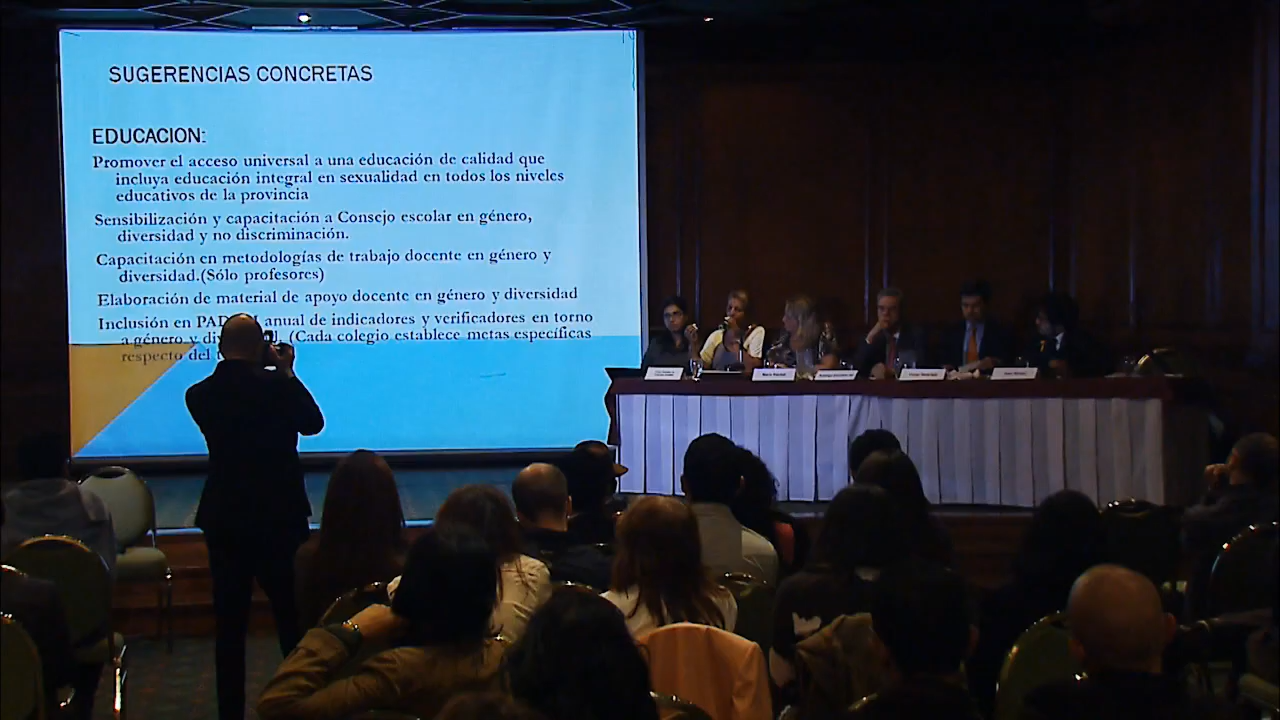 SUGERENCIAS CONCRETAS
EDUCACION:
Promover el acceso universal a una educación de calidad que
incluya educación integral en sexualidad en todos los niveles
educativos de la provincia
Sensibilización y capacitación a Consejo escolar en género,
diversidad y no discriminación.
Capacitación en metodologías de trabajo docente en género y
diversidad.(Sólo profesores)
Elaboración de material de apoyo docente en género y diversidad
Inclusión en anual de indicadores y verificadores en torno
a género y (Cada colegio establece metas específicas
respecto del